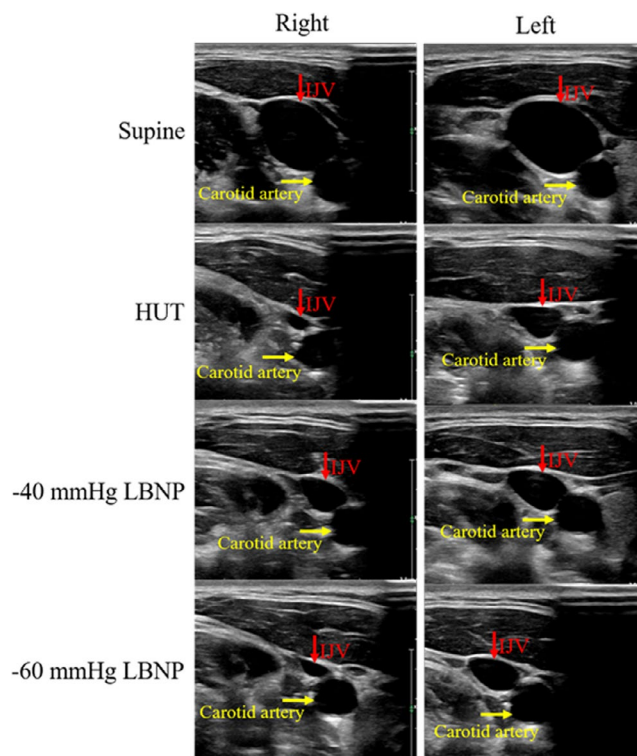 Right Left
Supine
IJV
Carotid artery
IJV
Carotid artery
HUT
IJV
Carotid artery
IJV
Carotid artery
-40 mmHg LBNP
IJV
Carotid artery
IJV
Carotid artery
-60 mmHg LBNP
IJV
Carotid artery
IJV
Carotid artery